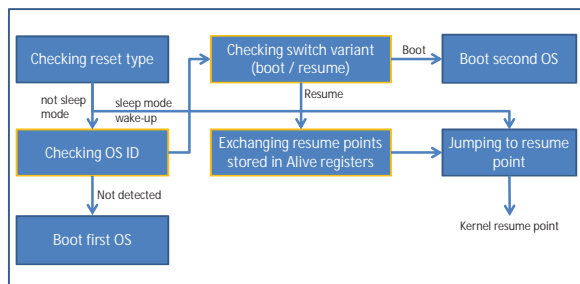 Checking reset type
Checking switch variant
(boot / resume)
Boot
Boot second OS
not sleep
mode
sleep mode
wake-up
Resume
Checking OS ID
Exchanging resume points
stored in Alive registers
Jumping to resume
point
Not detected
Boot first OS
Kernel resume point